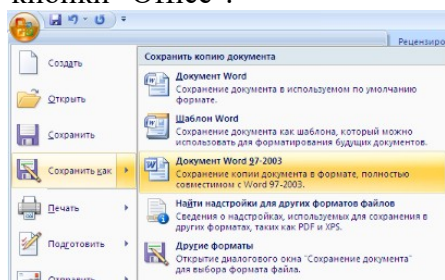 кнопки "Office".
Рецензиро
Создать
Открыть
Сохранить
Сохранить как
Печать
Подготовить
Отправить
Сохранить копию документа
Документ Word
Сохранение документа в используемом по умолчанию
формате.
Шаблон Word
Сохранение документа как шаблона, который можно
использовать для форматирования будущих документов.
Документ Word 97-2003
Сохранение копии документа в формате, полностью
совместимом с Word 97-2003.
Найти надстройки для других форматов файлов
Сведения о надстройках, используемых для сохранения в
других форматах, таких как PDF и XPS.
Другие форматы
Открытие диалогового окна "Сохранение документа"
для выбора формата файла.